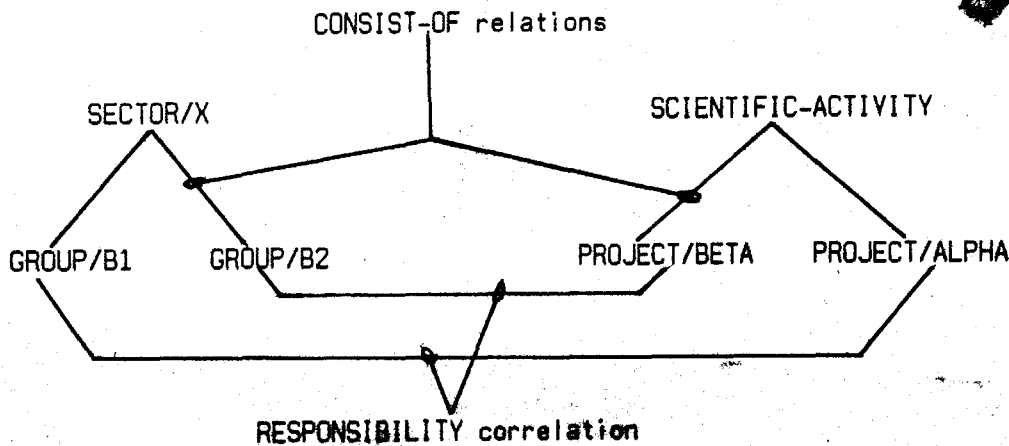 CONSIST-OF relations
SECTOR/X
SCIENTIFIC-ACTIVITY
GROUP/B1
GROUP/B2
PROJECT/BETA
PROJECT/ALPHA
RESPONSIBILITY correlation